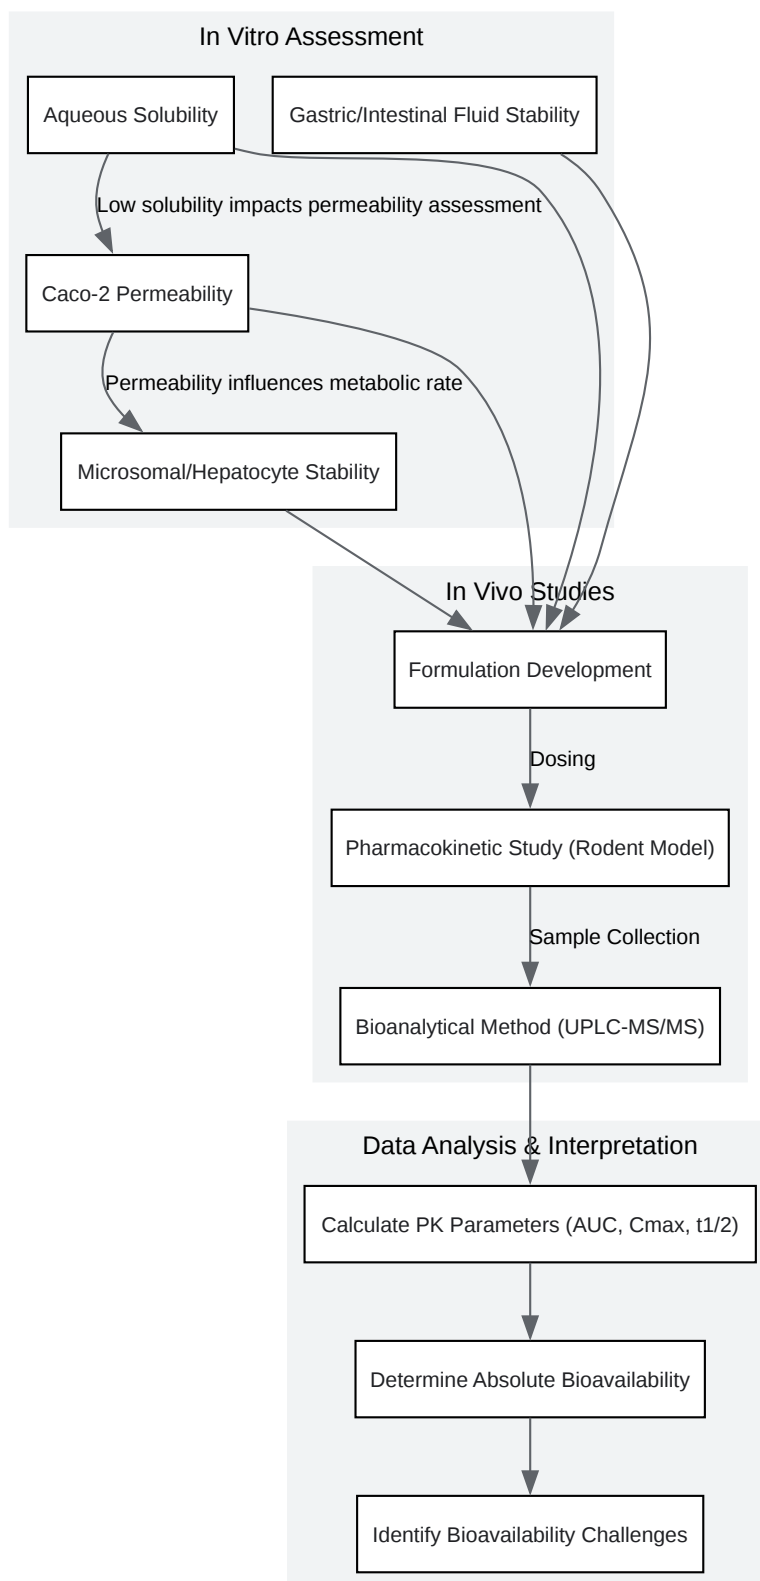 In Vitro Assessment
Aqueous Solubility
Gastric/Intestinal Fluid Stability
Low solubility impacts permeability assessment
Caco-2 Permeability
Permeability influences metabolic rate
Microsomal/Hepatocyte Stability
In Vivo Studies
Formulation Development
Dosing
Pharmacokinetic Study (Rodent Model)
Sample Collection
Bioanalytical Method (UPLC-MS/MS)
Data Analysis & Interpretation
Calculate PK Parameters (AUC, Cmax, t1/2)
Determine Absolute Bioavailability
Identify Bioavailability Challenges